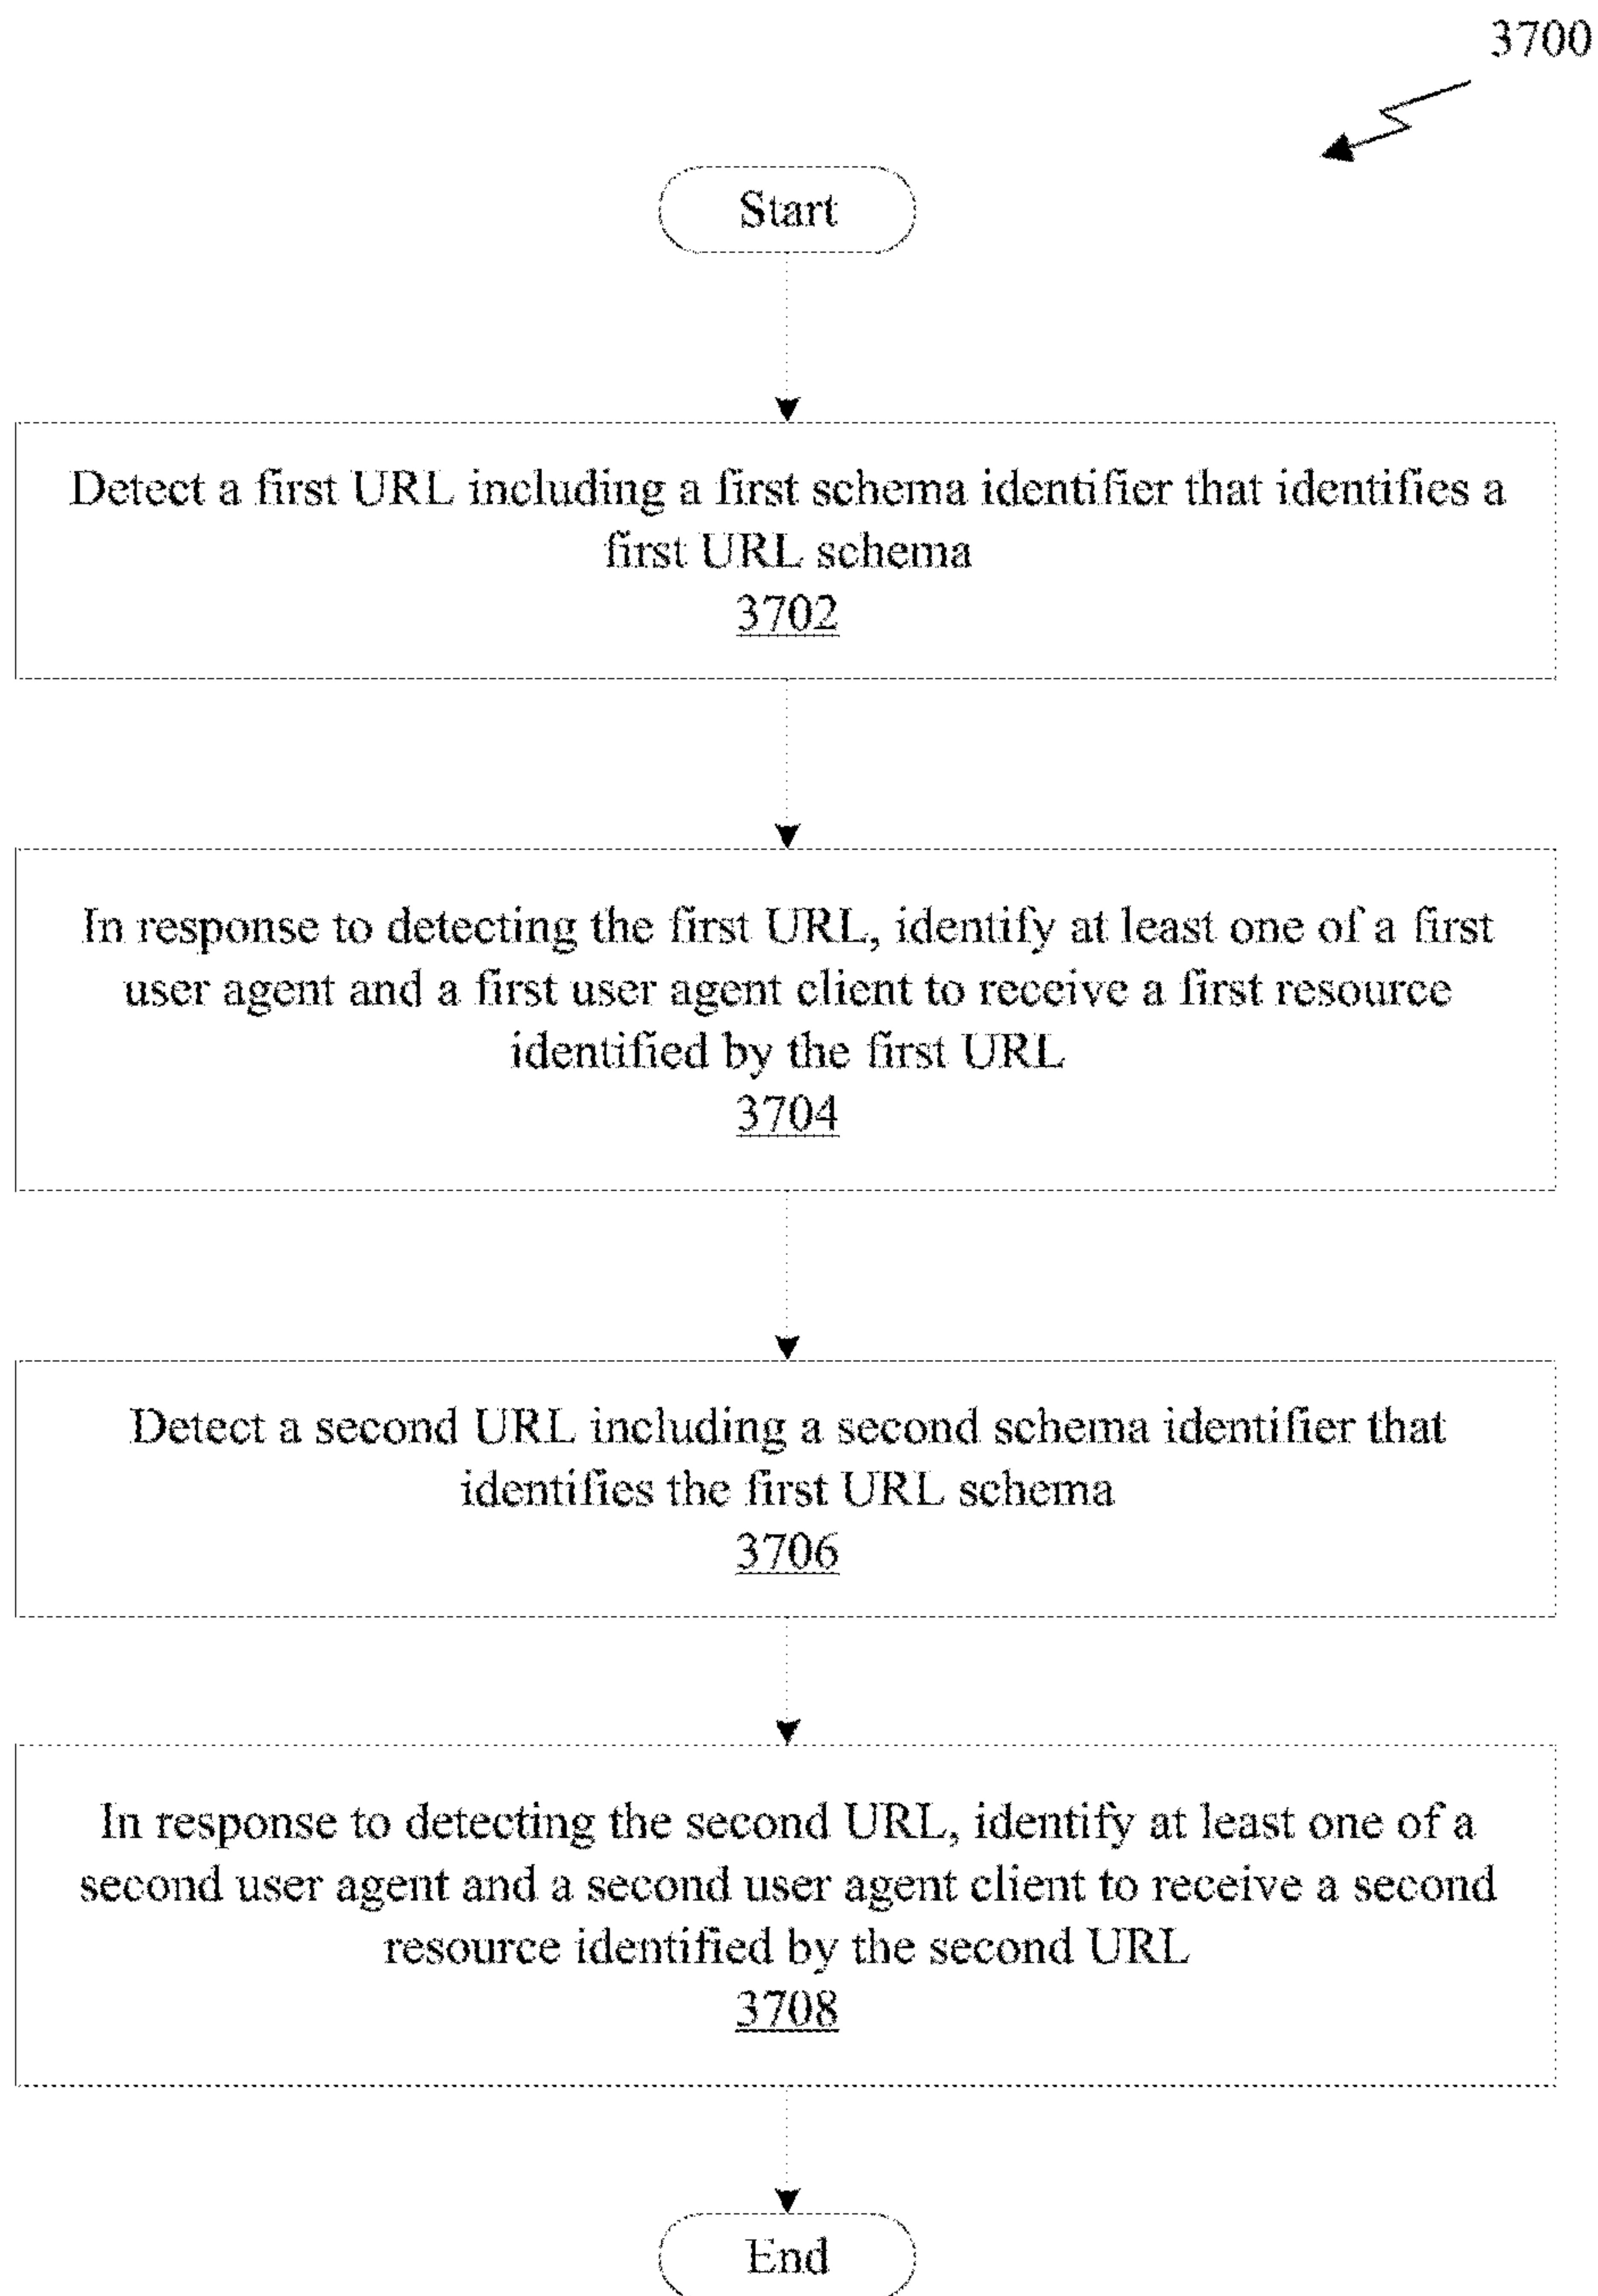 3700
Start
Detect a first URL including a first schema identifier that identifies a
first URL schema
3702
In response to detecting the first URL, identify at least one of a first
user agent and a first user agent client to receive a first resource
identified by the first URL
3704
Detect a second URL including a second schema identifier that
identifies the first URL schema
3706
In response to detecting the second URL, identify at least one of a
second user agent and a second user agent client to receive a second
resource identified by the second URL
3708
End